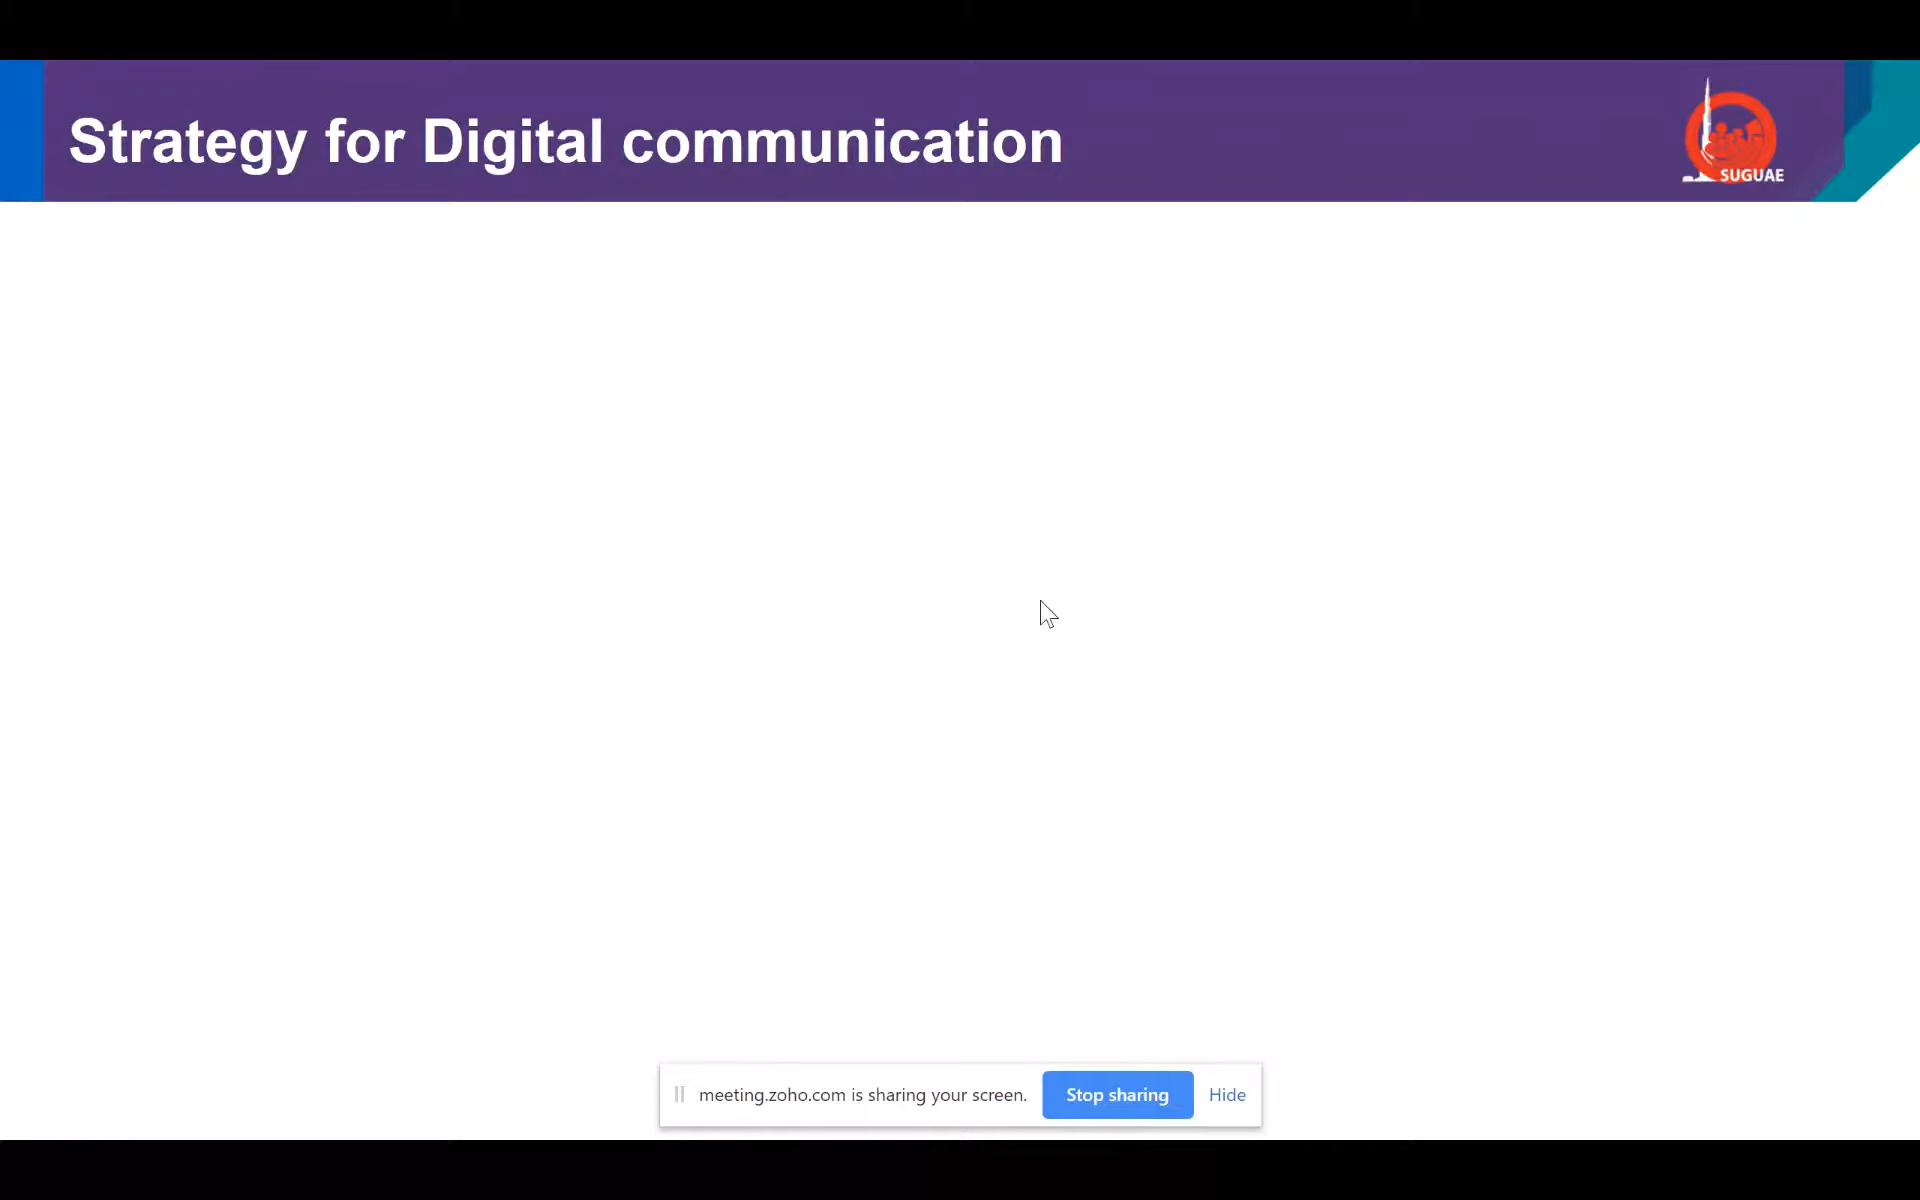 Strategy for Digital communication
SUGUAE
meeting.zoho.com is sharing your screen.
Stop sharing
Hide